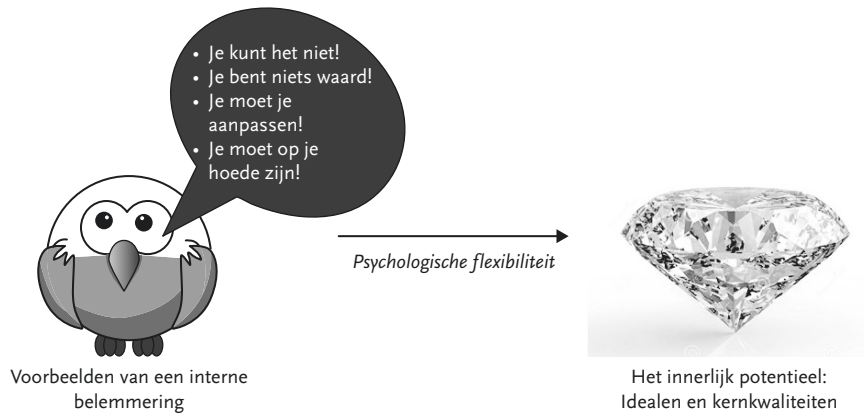 • Je kunt het niet!
• Je bent niets waard!
• Je moet je
aanpassen!
• Je moet op je
hoede zijn!
Psychologische flexibiliteit
Voorbeelden van een interne
belemmering
Het innerlijk potentieel:
Idealen en kernkwaliteiten